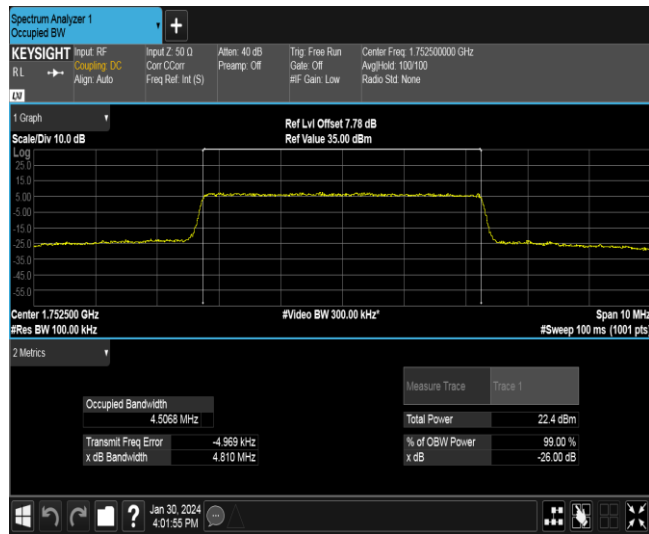 Spectrum Analyzer 1
Occupied BW
+
KEYSIGHT Input: RF Input Z: 50 Ω Atten: 40 dB Trig: Free Run Center Freq: 1.752500000 GHz
RL Coupling: DC Corr CCorr Preamp: Off Gate: Off Avg|Hold: 100/100
Align: Auto Freq Ref: Int (S) #IF Gain: Low Radio Std: None
LXI
1 Graph
Ref Lvl Offset 7.78 dB
Scale/Div 10.0 dB Ref Value 35.00 dBm
Log
25.0
15.0
5.00
-5.00
-15.0
-25.0
-35.0
-45.0
-55.0
Center 1.752500 GHz #Video BW 300.00 kHz* Span 10 MHz
#Res BW 100.00 kHz #Sweep 100 ms (1001 pts)
2 Metrics
Measure Trace Trace 1
Occupied Bandwidth
4.5068 MHz
Total Power 22.4 dBm
Transmit Freq Error -4.969 kHz % of OBW Power 99.00 %
x dB Bandwidth 4.810 MHz x dB -26.00 dB
? Jan 30, 2024
4:01:55 PM